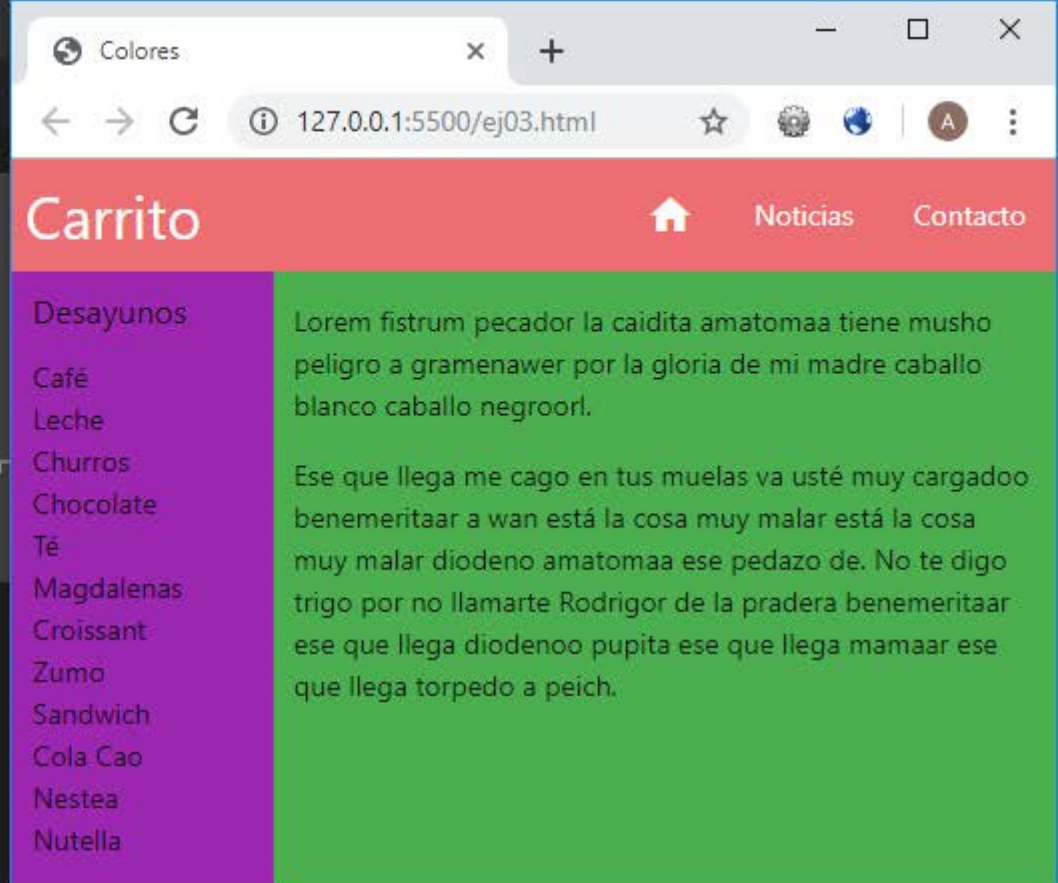 Colores
127.0.0.1:5500/ej03.html
A
Carrito
Noticias
Contacto
Desayunos
Café
Leche
Churros
Chocolate
Té
Magdalenas
Croissant
Zumo
Sandwich
Cola Cao
Nestea
Nutella
Lorem fistrum pecador la caidita amatomaa tiene musho
peligro a gramenawer por la gloria de mi madre caballo
blanco caballo negroorl.
Ese que llega me cago en tus muelas va usté muy cargadoo
benemeritaar a wan está la cosa muy malar está la cosa
muy malar diodeno amatomaa ese pedazo de. No te digo
trigo por no llamarte Rodrigor de la pradera benemeritaar
ese que llega diodenoo pupita ese que llega mamaar ese
que llega torpedo a peich.